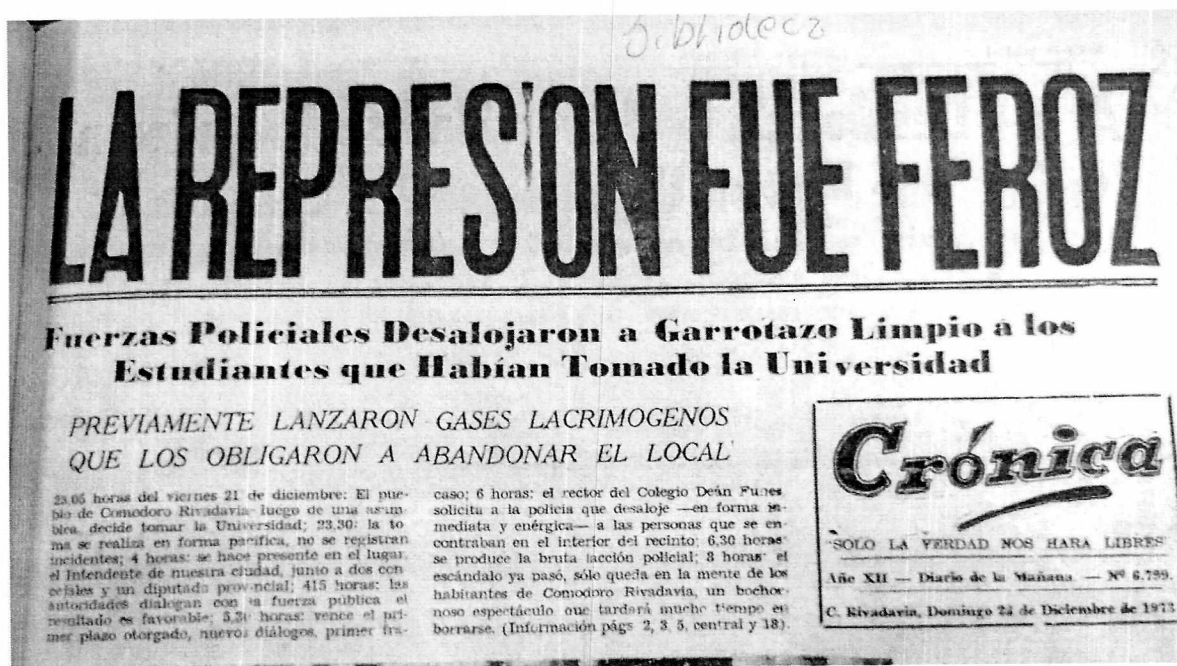 Biblioteca
LA REPRESION FUE FEROZ
Fuerzas Policiales Desalojaron a Garrotazo Limpio a los
Estudiantes que Habían Tomado la Universidad
PREVIAMENTE LANZARON GASES LACRIMOGENOS
QUE LOS OBLIGARON A ABANDONAR EL LOCAL
23.05 horas del viernes 21 de diciembre: El pue-
blo de Comodoro Rivadavia luego de una asam-
blea decide tomar la Universidad; 23,30: la to
ma se realiza en forma pacífica, no se registran
incidentes; 4 horas: se hace presente en el lugar,
el Intendente de nuestra ciudad, junto a dos con
cejales y un diputado provincial; 415 horas: las
autoridades dialogan con la fuerza pública el
resultado es favorable; 5,30 horas: vence el pri-
mer plazo otorgado, nuevos diálogos, primer fra-
caso; 6 horas: el rector del Colegio Deán Funes
solicita a la policia que desaloje —en forma in-
mediata y enérgica— a las personas que se en
contraban en el interior del recinto; 6,30 horas
se produce la bruta lacción policial; 8 horas: el
escándalo ya pasó, sólo queda en la mente de los
habitantes de Comodoro Rivadavia, un bochor-
noso espectáculo que tardará mucho tiempo en
borrarse. (Información págs 2, 3. 5, central y 18).
Crónica
"SOLO LA VERDAD NOS HARA LIBRES"
Año XII — Diario de la Mañana — Nº 6.799.
C. Rivadavia, Domingo 23 de Diciembre de 1973